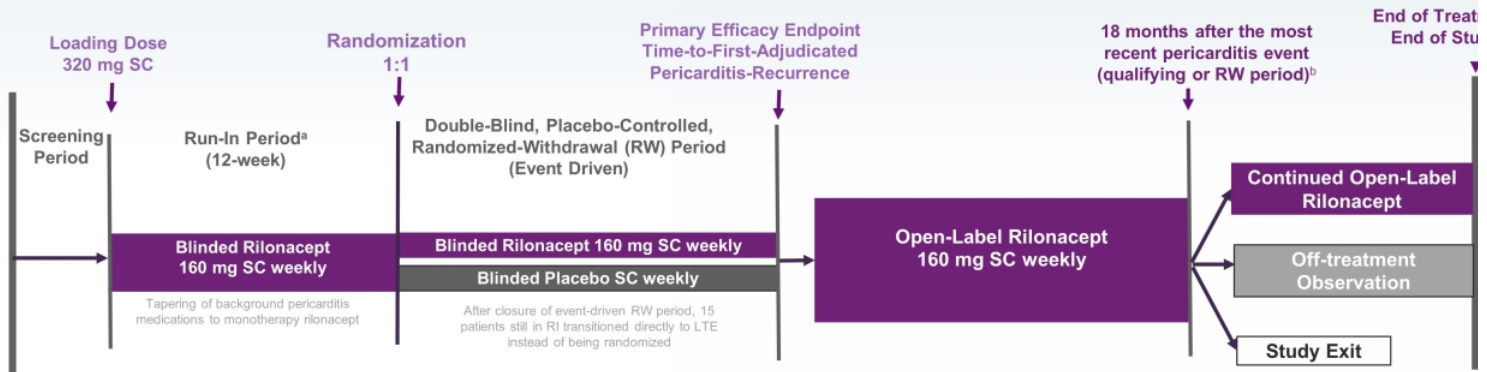 Loading Dose
320 mg SC
Randomization
1:1
Primary Efficacy Endpoint
Time-to-First-Adjudicated
Pericarditis-Recurrence
18 months after the most
recent pericarditis event
(qualifying or RW period)ᵇ
End of
End of
Screening
Period
Run-In Periodᵃ
(12-week)
Double-Blind, Placebo-Controlled,
Randomized-Withdrawal (RW) Period
(Event Driven)
Blinded Rilonacept
160 mg SC weekly
Blinded Rilonacept 160 mg SC weekly
Blinded Placebo SC weekly
Tapering of background pericarditis
medications to monotherapy rilonacept
After closure of event-driven RW period, 15
patients still in RI transitioned directly to LTE
instead of being randomized
Open-Label Rilonacept
160 mg SC weekly
Continued Open-Label
Rilonacept
Off-treatment
Observation
Study Exit